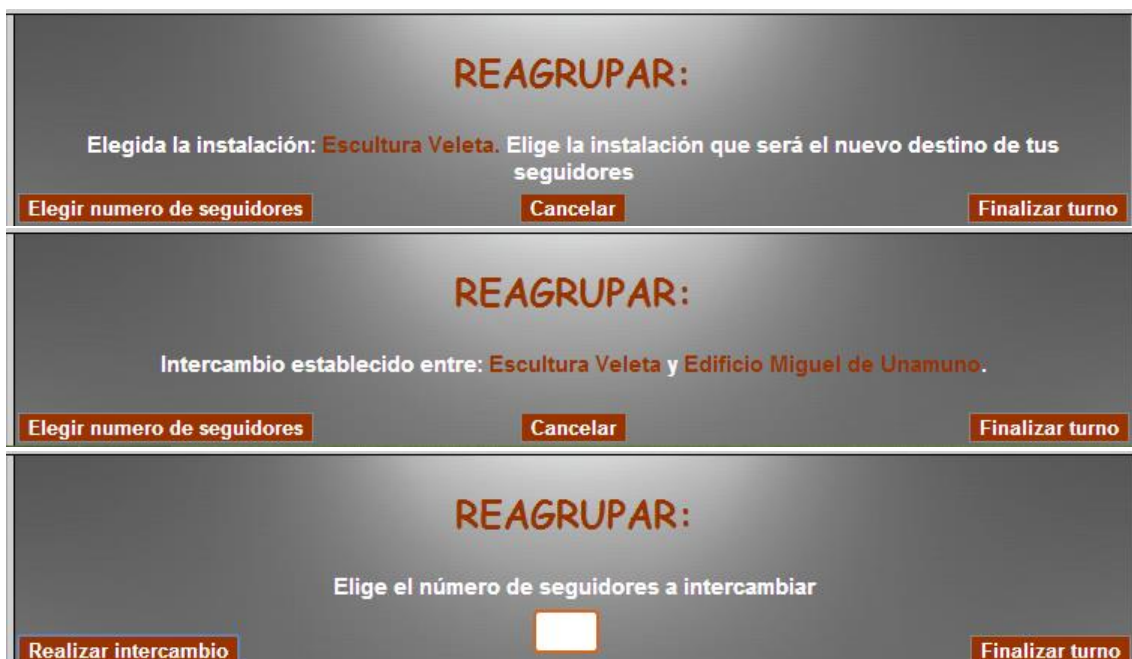 REAGRUPAR:
Elegida la instalación: Escultura Veleta. Elige la instalación que será el nuevo destino de tus
seguidores
Elegir numero de seguidores Cancelar Finalizar turno
REAGRUPAR:
Intercambio establecido entre: Escultura Veleta y Edificio Miguel de Unamuno.
Elegir numero de seguidores Cancelar Finalizar turno
REAGRUPAR:
Elige el número de seguidores a intercambiar
Realizar intercambio Finalizar turno